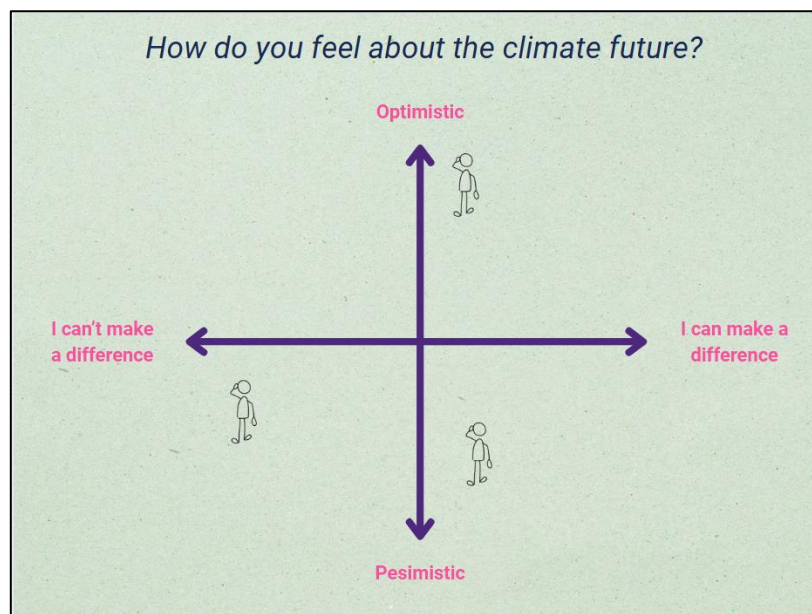 How do you feel about the climate future?
Optimistic
I can’t make
a difference
I can make a
difference
Pesimistic